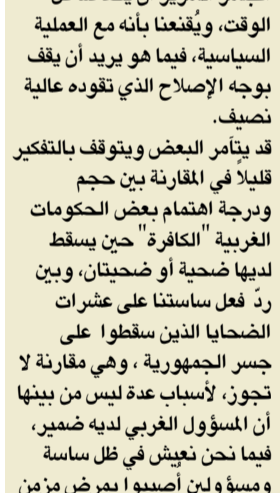 الوقت، ويُقنعنا بأنه مع العملية
السياسية، فيما هو يريد أن يقف
بوجه الإصلاح الذي تقوده عالية
نصيف.
قد يتآمر البعض ويتوقف بالتفكير
قليلاً في المقارنة بين حجم
ودرجة اهتمام بعض الحكومات
الغربية "الكافرة" حين يسقط
لديها ضحية أو ضحيتان، وبين
ردّ فعل ساستنا على عشرات
الضحايا الذين سقطوا على
جسر الجمهورية ، وهي مقارنة لا
تجوز، لأسباب عدة ليس من بينها
أن المسؤول الغربي لديه ضمير،
فيما نحن نعيش في ظل ساسة
ومسؤولين أُصيبوا بمرض مزمن